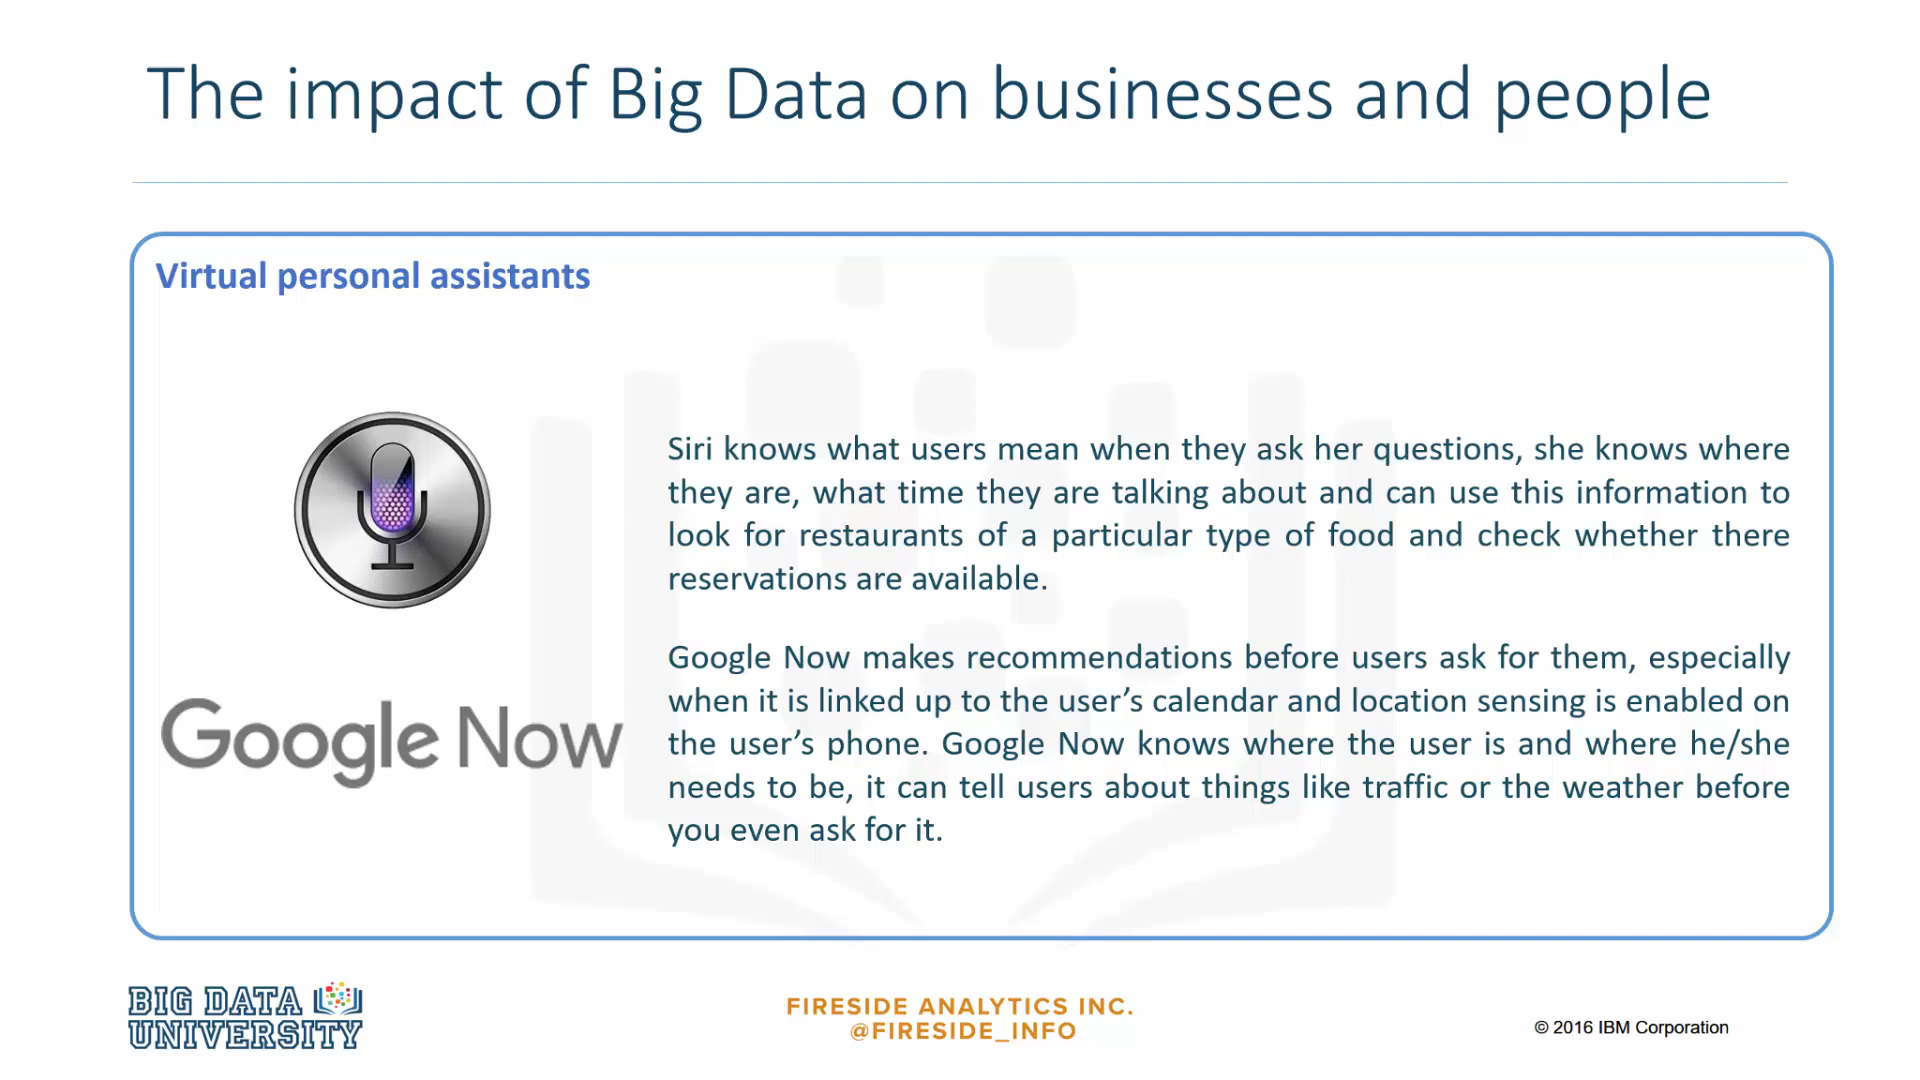 The impact of Big Data on businesses and people
Virtual personal assistants
Siri knows what users mean when they ask her questions, she knows where
they are, what time they are talking about and can use this information to
look for restaurants of a particular type of food and check whether there
reservations are available.
Google Now
Google Now makes recommendations before users ask for them, especially
when it is linked up to the user’s calendar and location sensing is enabled on
the user’s phone. Google Now knows where the user is and where he/she
needs to be, it can tell users about things like traffic or the weather before
you even ask for it.
BIG DATA
UNIVERSITY
FIRESIDE ANALYTICS INC.
@FIRESIDE_INFO
© 2016 IBM Corporation